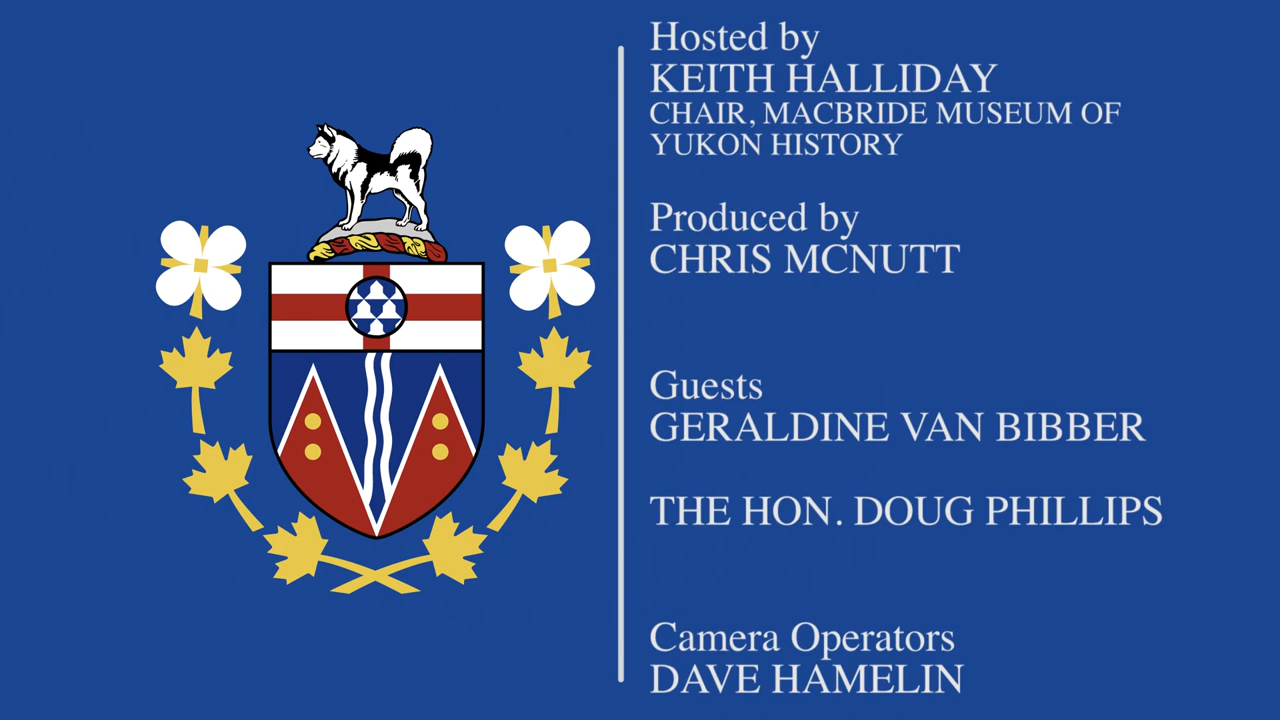 Hosted by
KEITH HALLIDAY
CHAIR, MACBRIDE MUSEUM OF
YUKON HISTORY
Produced by
CHRIS MCNUTT
Guests
GERALDINE VAN BIBBER
THE HON. DOUG PHILLIPS
Camera Operators
DAVE HAMELIN